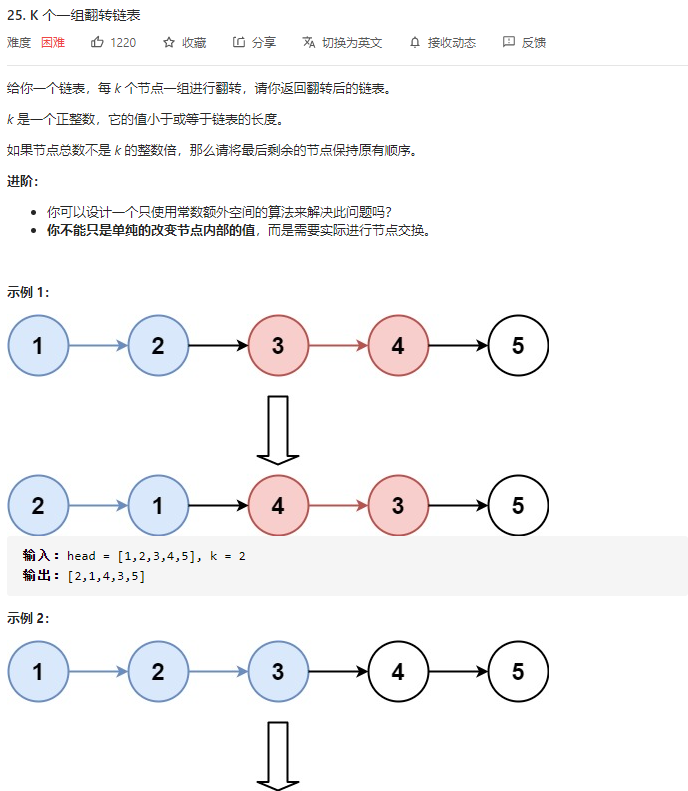 25. K 个一组翻转链表
难度 困难 1220 收藏 分享 切换为英文 接收动态 反馈
给你一个链表，每 k 个节点一组进行翻转，请你返回翻转后的链表。
k 是一个正整数，它的值小于或等于链表的长度。
如果节点总数不是 k 的整数倍，那么请将最后剩余的节点保持原有顺序。
进阶：
你可以设计一个只使用常数额外空间的算法来解决此问题吗？
你不能只是单纯的改变节点内部的值，而是需要实际进行节点交换。
示例 1：
1 2 3 4 5
2 1 4 3 5
输入：head = [1,2,3,4,5], k = 2
输出：[2,1,4,3,5]
示例 2：
1 2 3 4 5